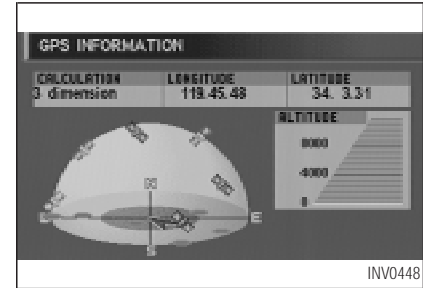 GPS INFORMATION
CALCULATION LONGITUDE LATITUDE
3 dimension 119.45.48 34. 3.31
ALTITUDE
8000
4000
0
N
E
S
INV0448